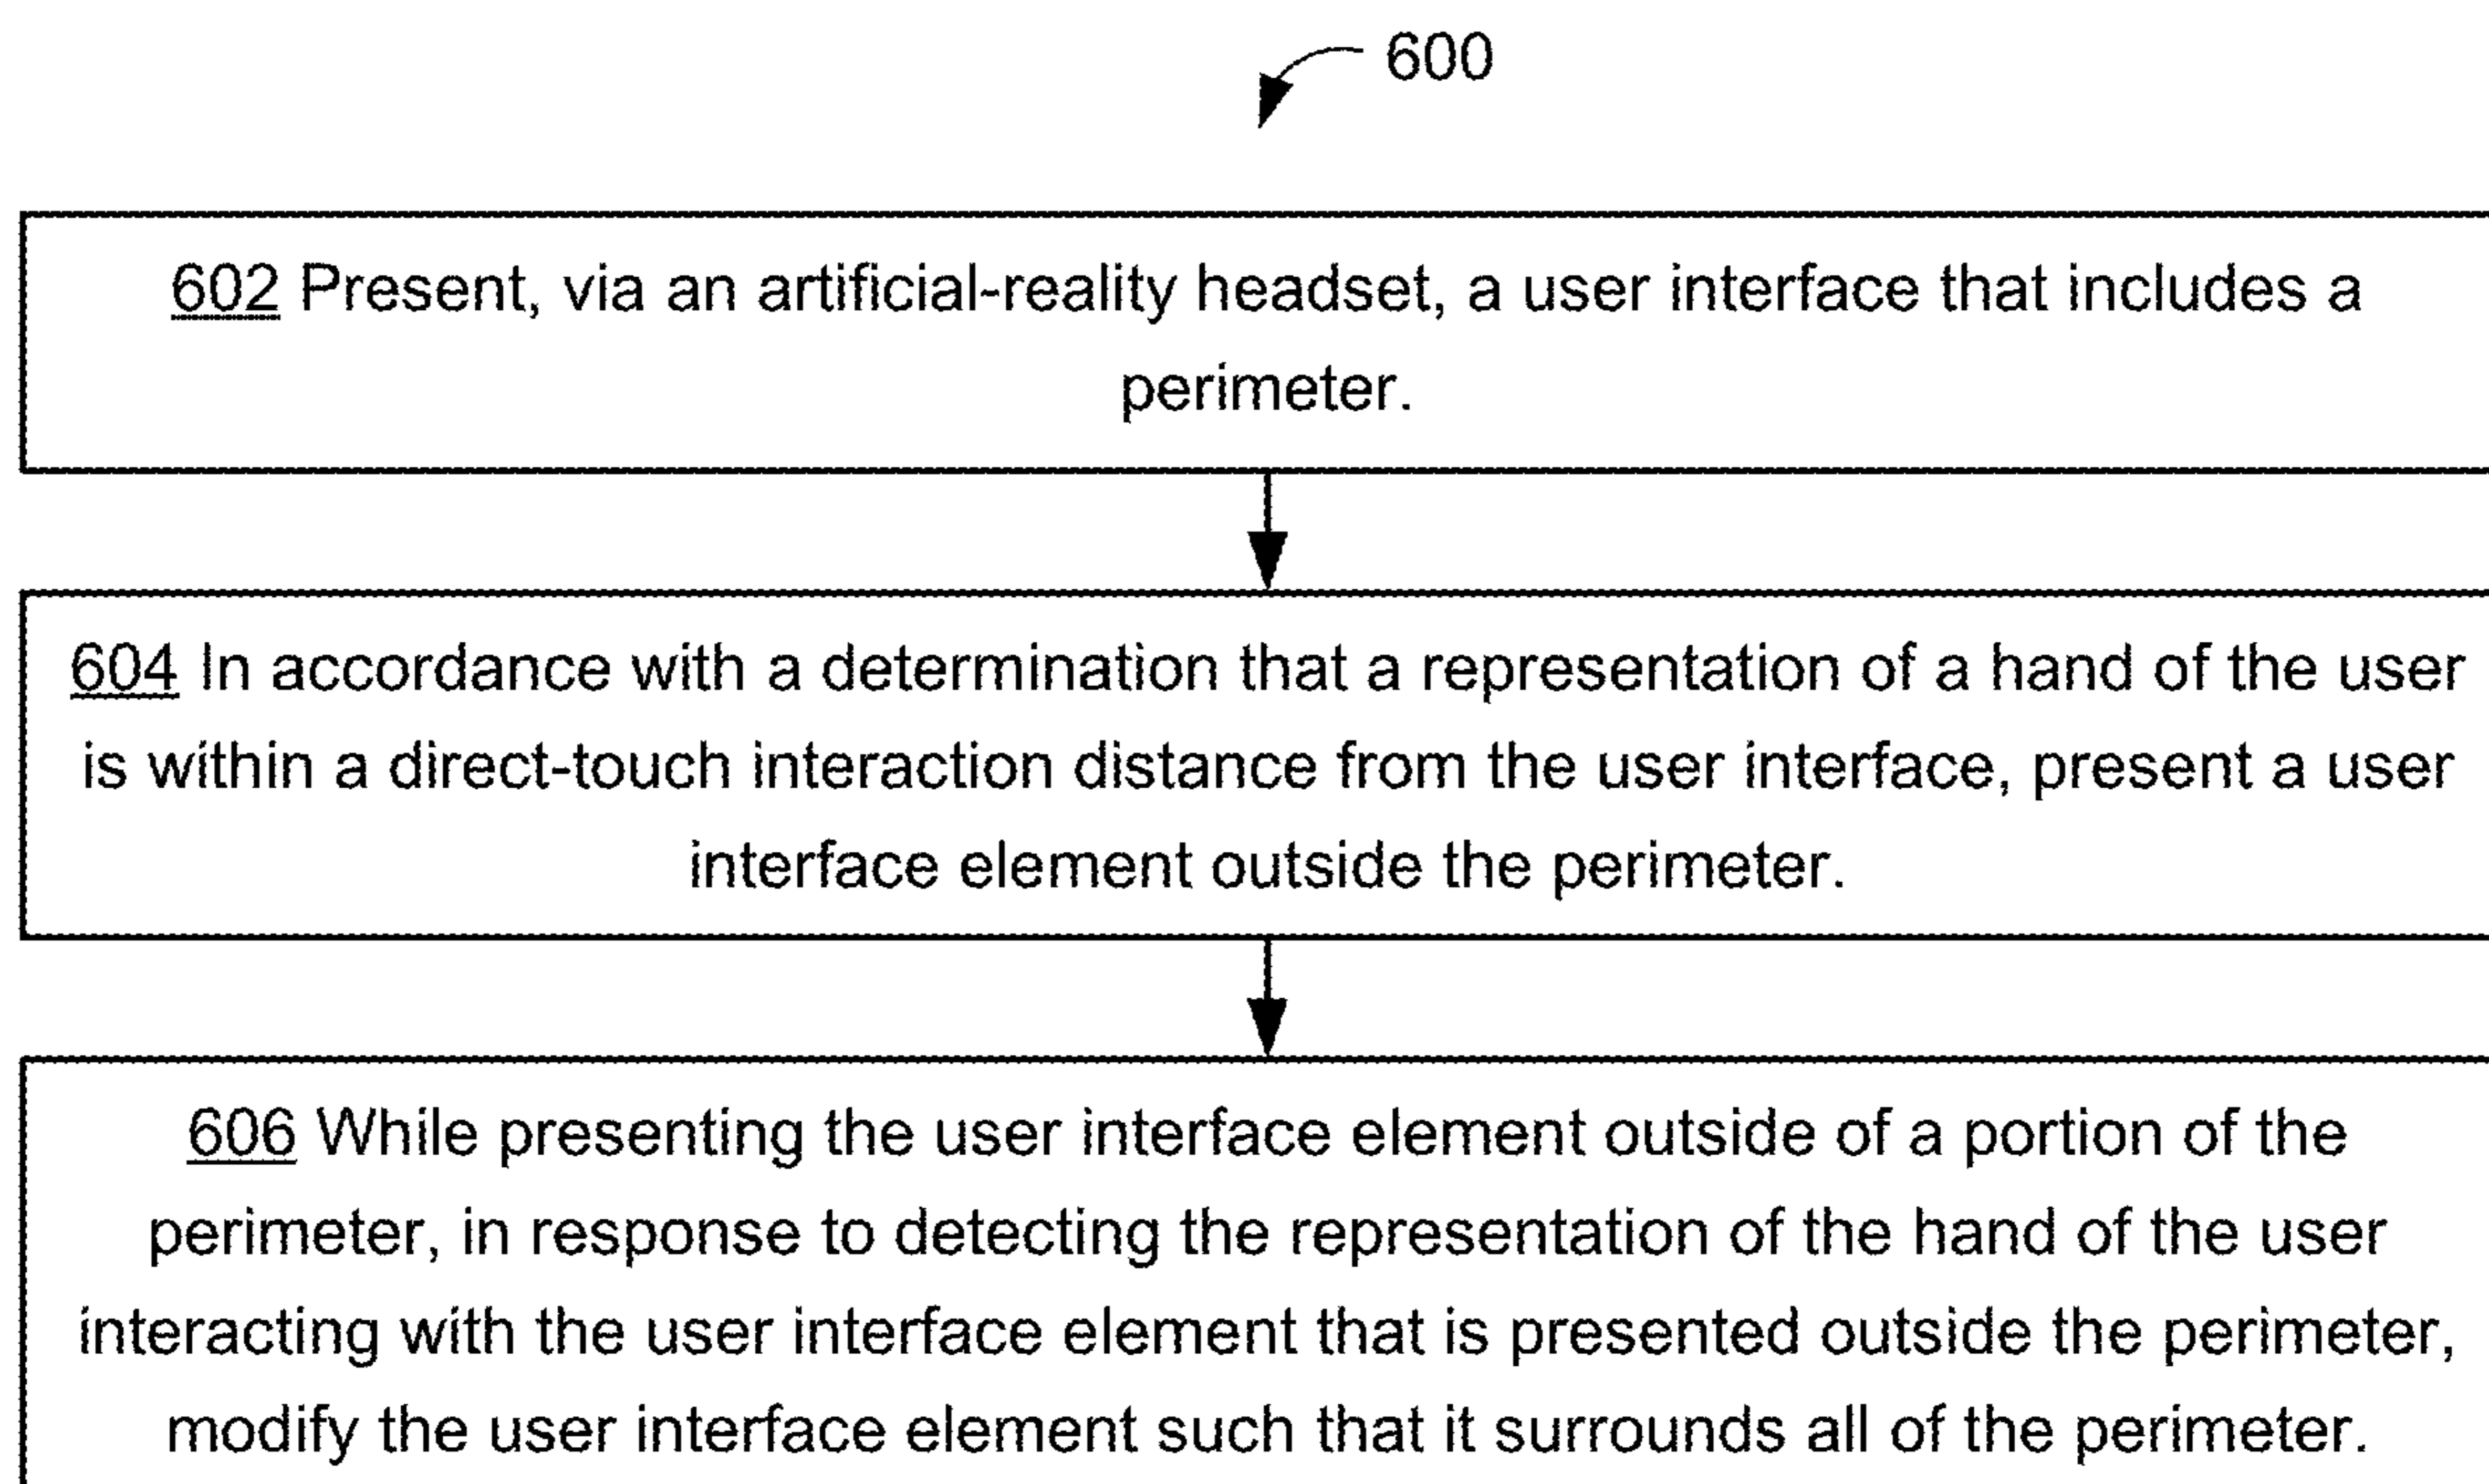 600
602 Present, via an artificial-reality headset, a user interface that includes a
perimeter.
604 In accordance with a determination that a representation of a hand of the user
is within a direct-touch interaction distance from the user interface, present a user
interface element outside the perimeter.
606 While presenting the user interface element outside of a portion of the
perimeter, in response to detecting the representation of the hand of the user
interacting with the user interface element that is presented outside the perimeter,
modify the user interface element such that it surrounds all of the perimeter.